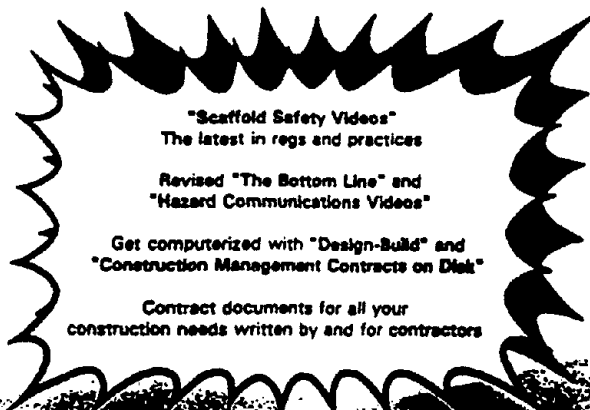 "Scaffold Safety Videos"
The latest in regs and practices
Revised "The Bottom Line" and
"Hazard Communications Videos"
Get computerized with "Design-Build" and
"Construction Management Contracts on Disk"
Contract documents for all your
construction needs written by and for contractors